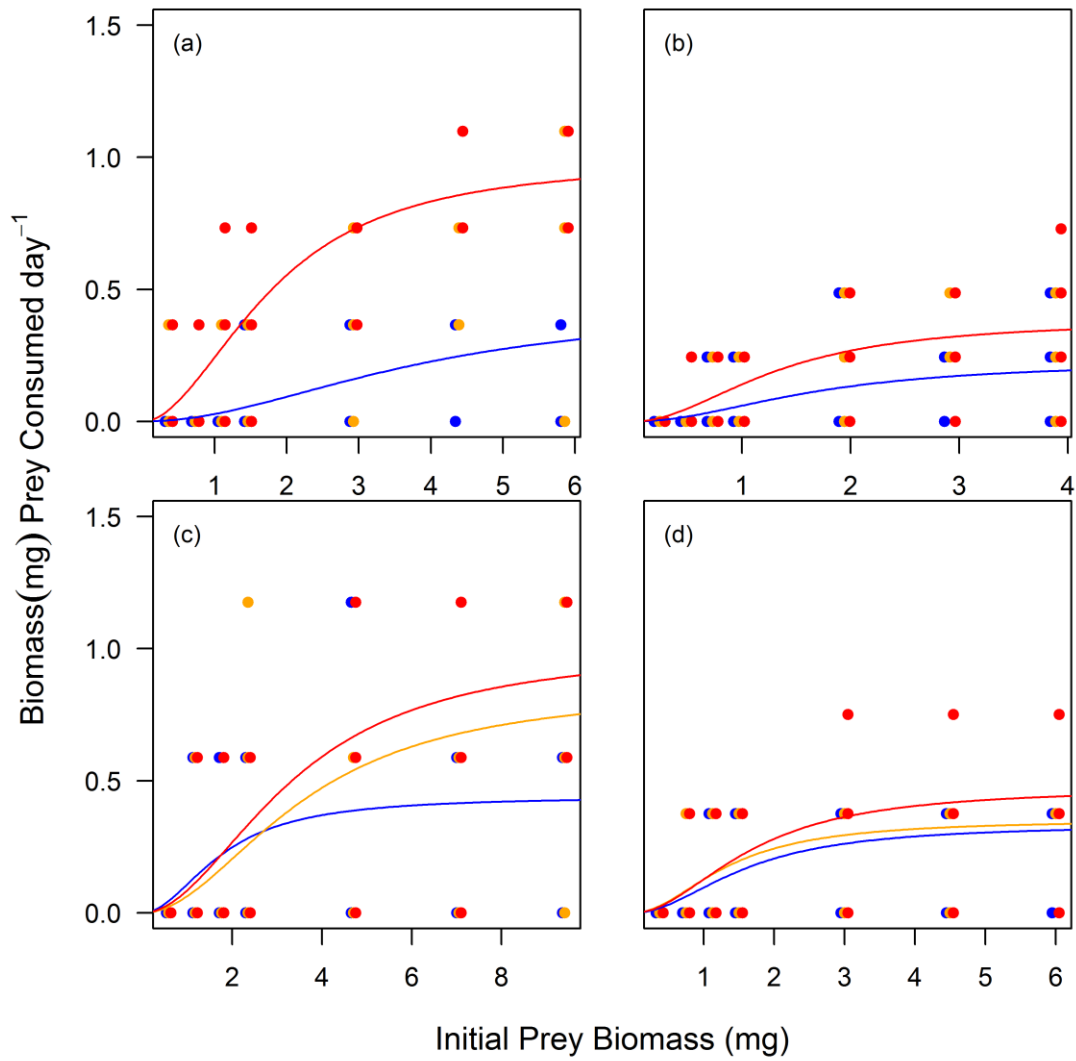 Biomass(mg) Prey Consumed day⁻¹
(a)
1.5
1.0
0.5
0.0
1 2 3 4 5 6
(b)
1 2 3 4
(c)
1.5
1.0
0.5
0.0
2 4 6 8
(d)
1 2 3 4 5 6
Initial Prey Biomass (mg)